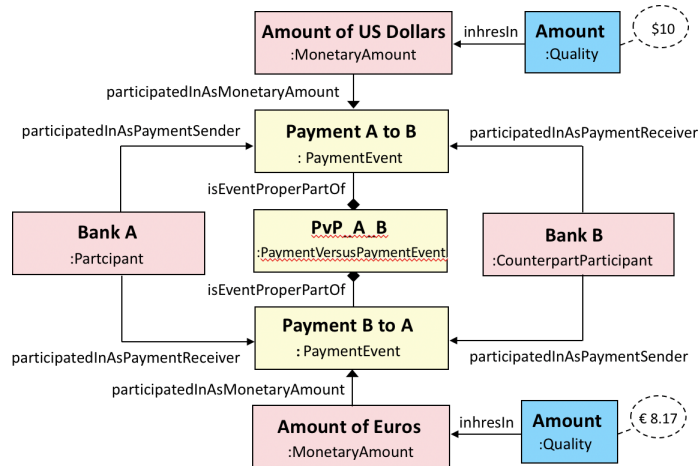 Amount of US Dollars
:MonetaryAmount
inhresIn
Amount
:Quality
$10
participatedInAsMonetaryAmount
participatedInAsPaymentSender
Payment A to B
: PaymentEvent
participatedInAsPaymentReceiver
isEventProperPartOf
Bank A
:Partcipant
PvP_A_B
:PaymentVersusPaymentEvent
Bank B
:CounterpartParticipant
isEventProperPartOf
Payment B to A
: PaymentEvent
participatedInAsPaymentReceiver
participatedInAsPaymentSender
participatedInAsMonetaryAmount
Amount of Euros
:MonetaryAmount
inhresIn
Amount
:Quality
€ 8.17